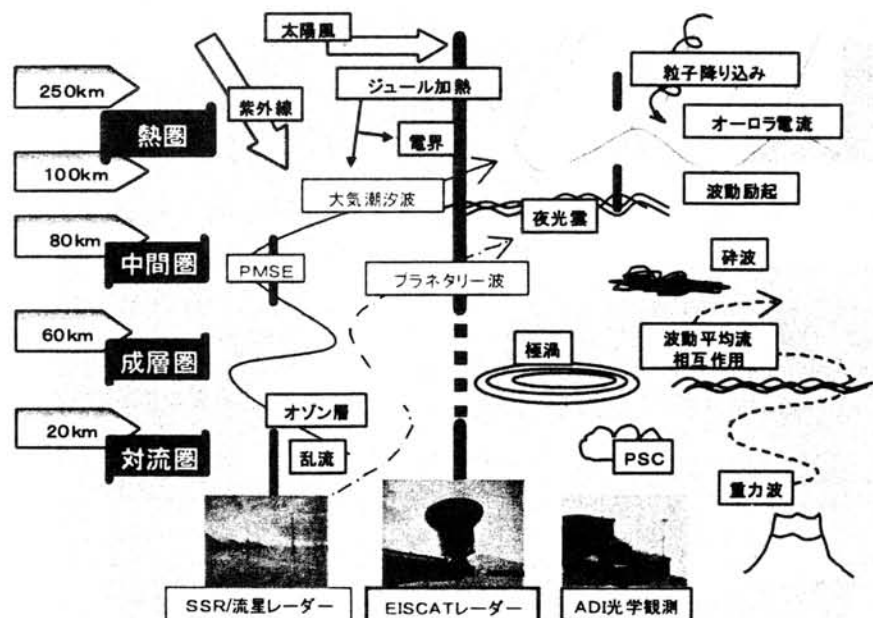 太陽風
粒子降り込み
ジュール加熱
250km
紫外線
オーロラ電流
熱圏
電界
100km
大気潮汐波
波動励起
夜光雲
80km
中間圏
PMSE
プラネタリー波
砕波
60km
成層圏
極渦
波動平均流
相互作用
オゾン層
20km
対流圏
乱流
PSC
重力波
SSR/流星レーダー
EISCATレーダー
ADI光学観測